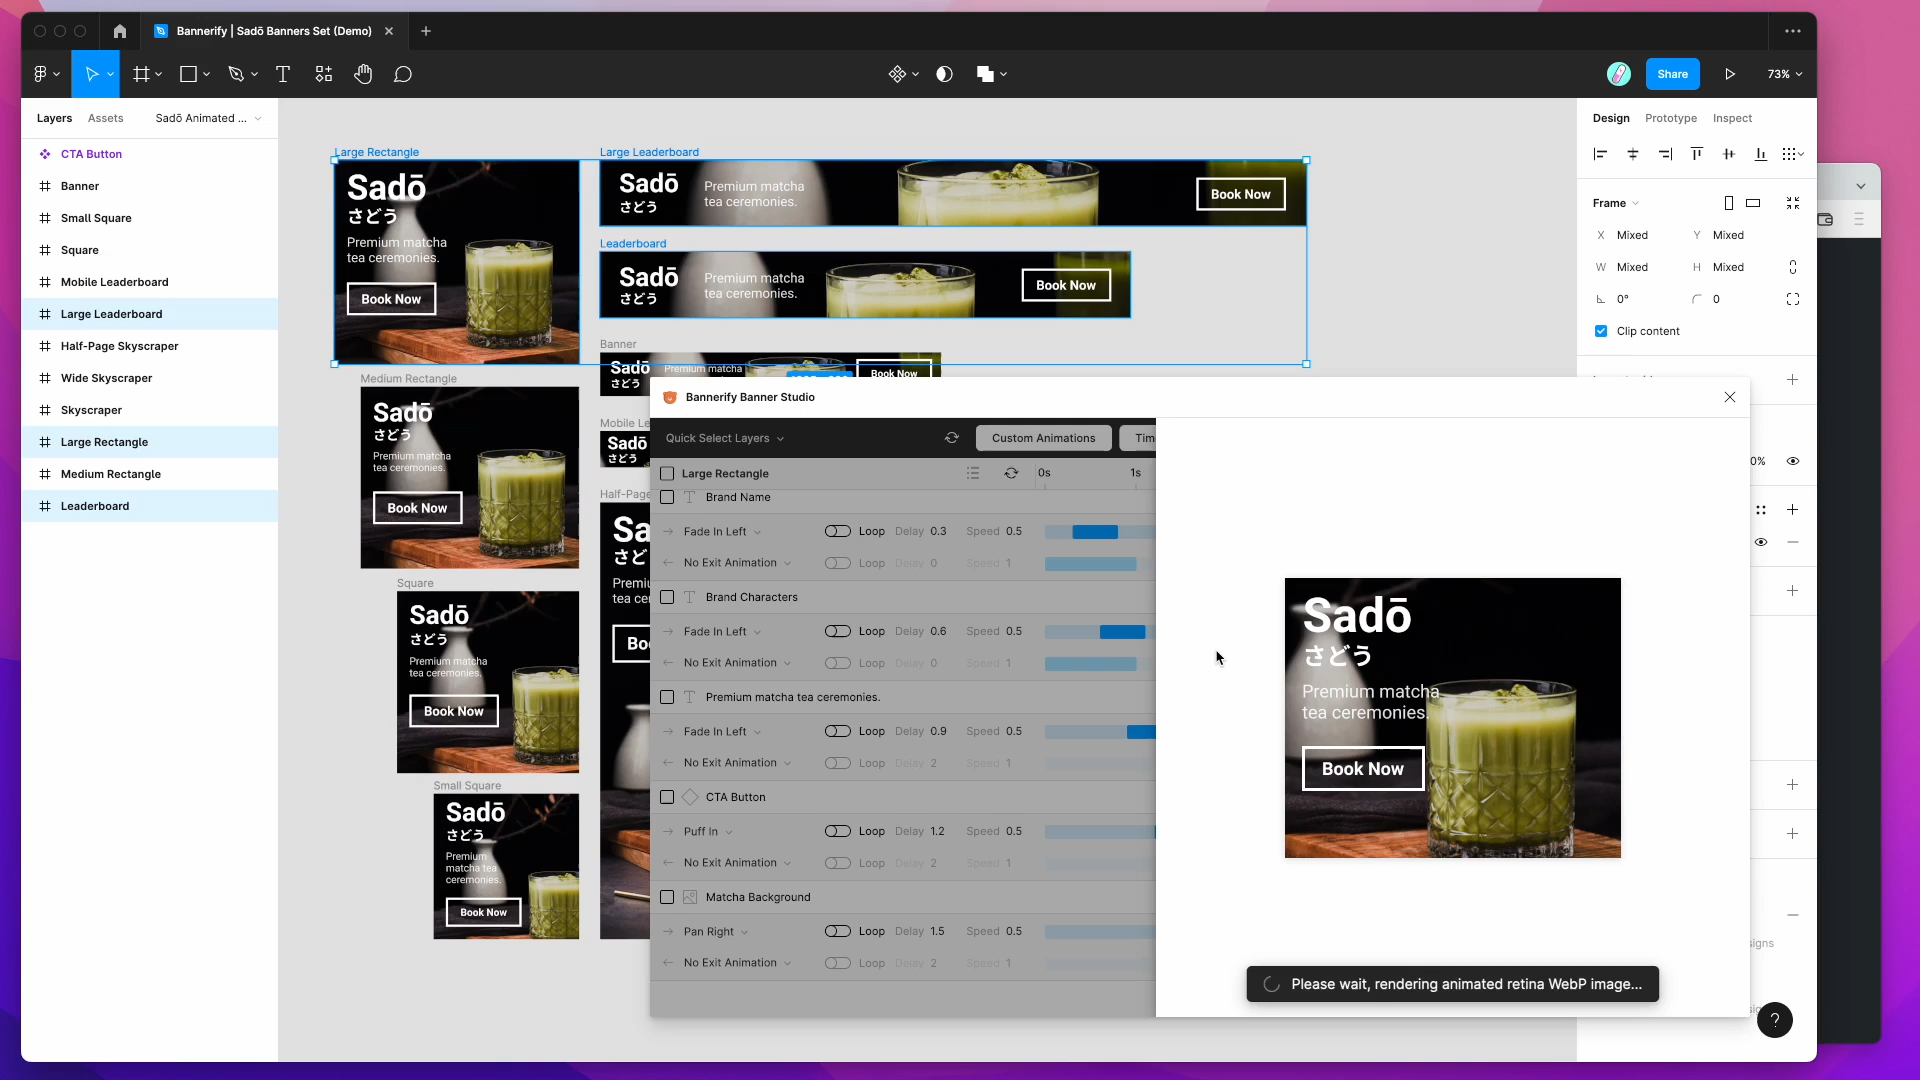 Bannerify | Sadō Banners Set (Demo)
Share
73%
Layers
Assets
Sadō Animated ...
CTA Button
Banner
Small Square
Square
Mobile Leaderboard
Large Leaderboard
Half-Page Skyscraper
Wide Skyscraper
Skyscraper
Large Rectangle
Medium Rectangle
Leaderboard
Large Rectangle
Sadō
さどう
Premium matcha
tea ceremonies.
Book Now
Large Leaderboard
Sadō
さどう
Premium matcha
tea ceremonies.
Book Now
Leaderboard
Sadō
さどう
Premium matcha
tea ceremonies.
Book Now
Banner
Sadō
さどう
Premium matcha
Book Now
Medium Rectangle
Sadō
さどう
Premium matcha
tea ceremonies.
Book Now
Mobile Le
Sadō
さどう
Half-Page
Sa
さど
Premiu
tea cer
Bo
Square
Sadō
さどう
Premium matcha
tea ceremonies.
Book Now
Small Square
Sadō
さどう
Premium
matcha tea
ceremonies.
Book Now
Bannerify Banner Studio
Quick Select Layers
Custom Animations
Tim
Large Rectangle
0s
1s
Brand Name
Fade In Left
Loop
Delay 0.3
Speed 0.5
No Exit Animation
Loop
Delay 0
Speed 1
Brand Characters
Fade In Left
Loop
Delay 0.6
Speed 0.5
No Exit Animation
Loop
Delay 0
Speed 1
Premium matcha tea ceremonies.
Fade In Left
Loop
Delay 0.9
Speed 0.5
No Exit Animation
Loop
Delay 2
Speed 1
CTA Button
Puff In
Loop
Delay 1.2
Speed 0.5
No Exit Animation
Loop
Delay 2
Speed 1
Matcha Background
Pan Right
Loop
Delay 1.5
Speed 0.5
No Exit Animation
Loop
Delay 2
Speed 1
Sadō
さどう
Premium matcha
tea ceremonies.
Book Now
Please wait, rendering animated retina WebP image...
Design
Prototype
Inspect
Frame
X Mixed
Y Mixed
W Mixed
H Mixed
0°
0
Clip content
0%
signs
?